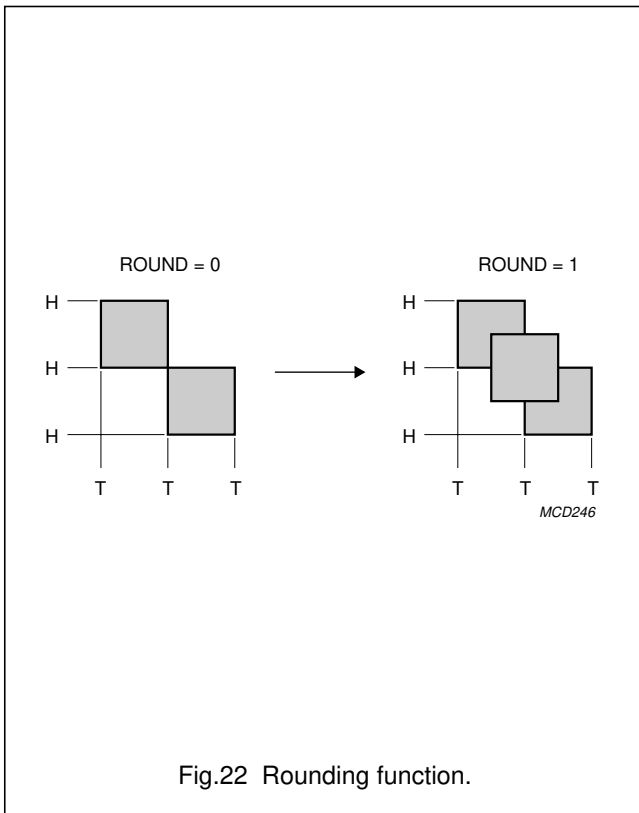 ROUND = 0
H
H
H
T T T
ROUND = 1
H
H
H
T T T
MCD246
Fig.22 Rounding function.